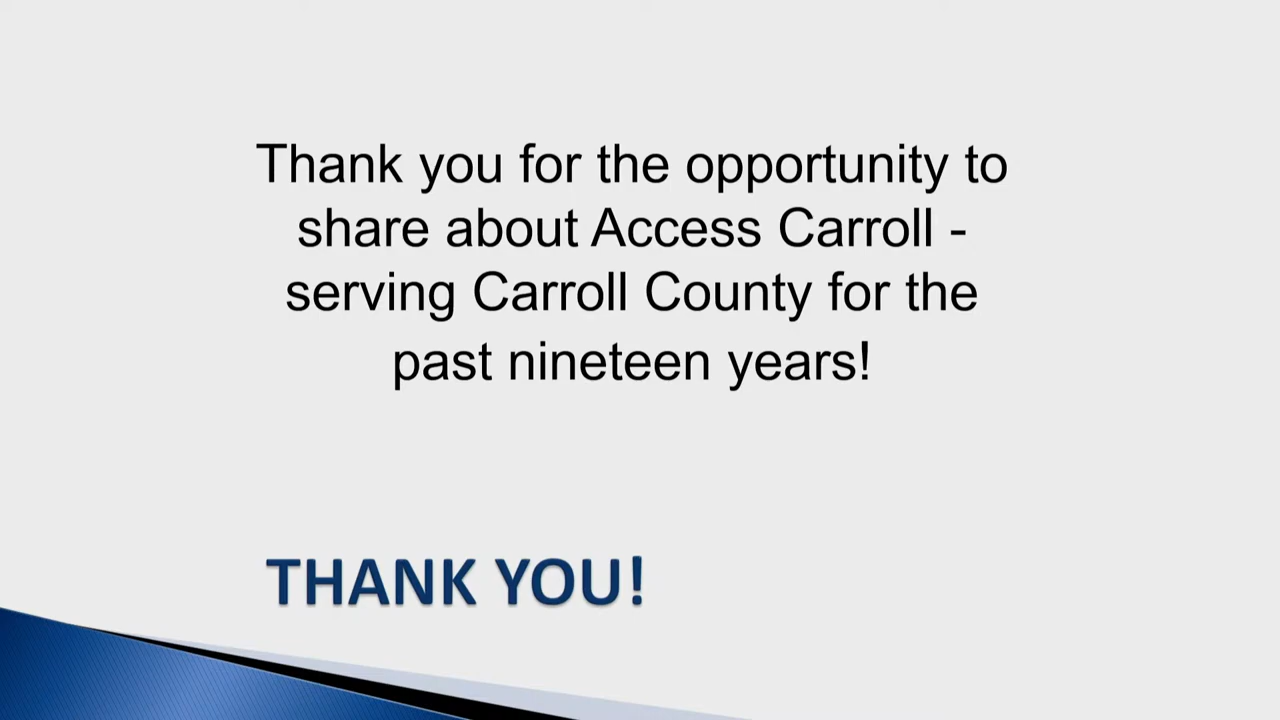 Thank you for the opportunity to
share about Access Carroll -
serving Carroll County for the
past nineteen years!
THANK YOU!